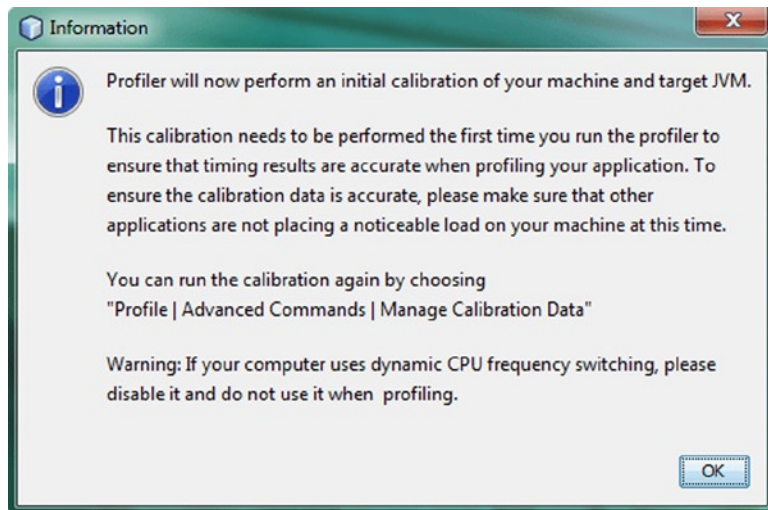 Information
Profiler will now perform an initial calibration of your machine and target JVM.
This calibration needs to be performed the first time you run the profiler to
ensure that timing results are accurate when profiling your application. To
ensure the calibration data is accurate, please make sure that other
applications are not placing a noticeable load on your machine at this time.
You can run the calibration again by choosing
"Profile | Advanced Commands | Manage Calibration Data"
Warning: If your computer uses dynamic CPU frequency switching, please
disable it and do not use it when  profiling.
OK